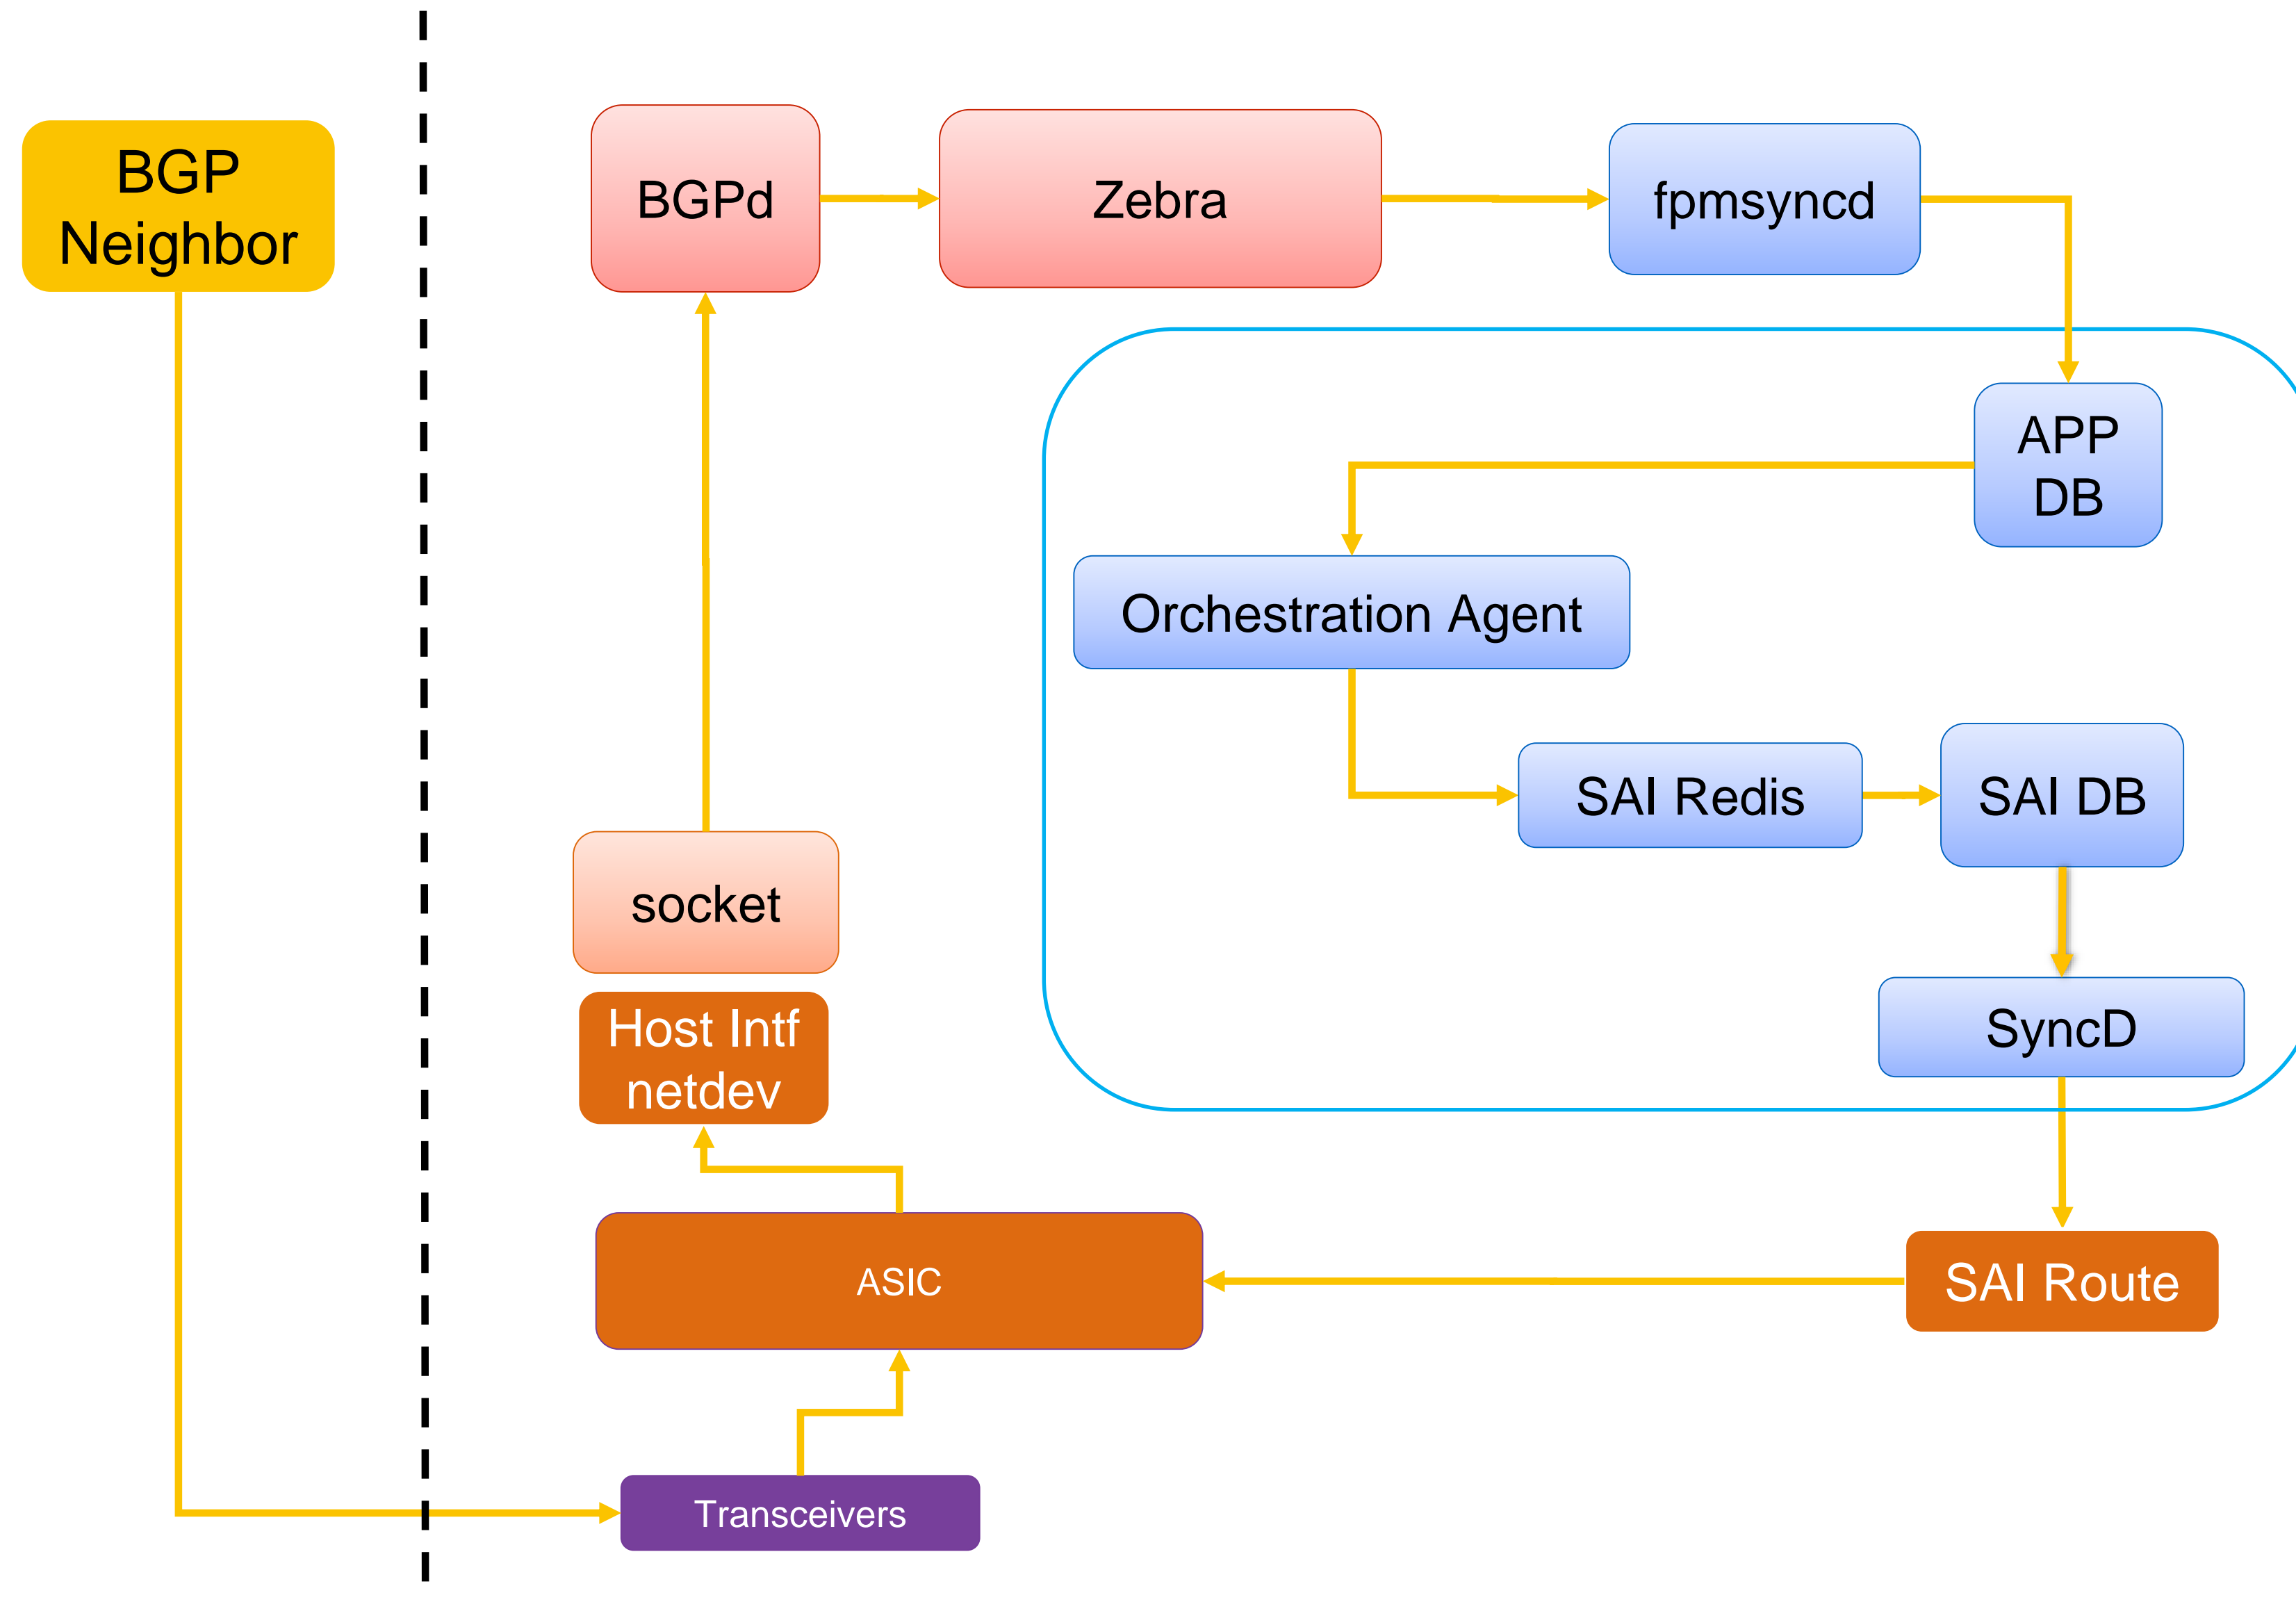 BGP
Neighbor
BGPd
Zebra
fpmsyncd
APP
DB
Orchestration Agent
SAI Redis
SAI DB
socket
SyncD
Host Intf
netdev
ASIC
SAI Route
Transceivers